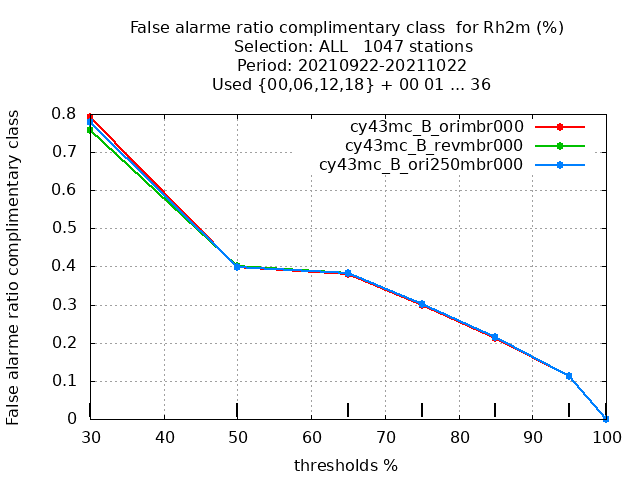 False alarme ratio complimentary class  for Rh2m (%)
Selection: ALL   1047 stations
Period: 20210922-20211022
Used {00,06,12,18} + 00 01 ... 36
False alarme ratio complimentary class
0.8
0.7
0.6
0.5
0.4
0.3
0.2
0.1
0
cy43mc_B_orimbr000
cy43mc_B_revmbr000
cy43mc_B_ori250mbr000
30 40 50 60 70 80 90 100
thresholds %